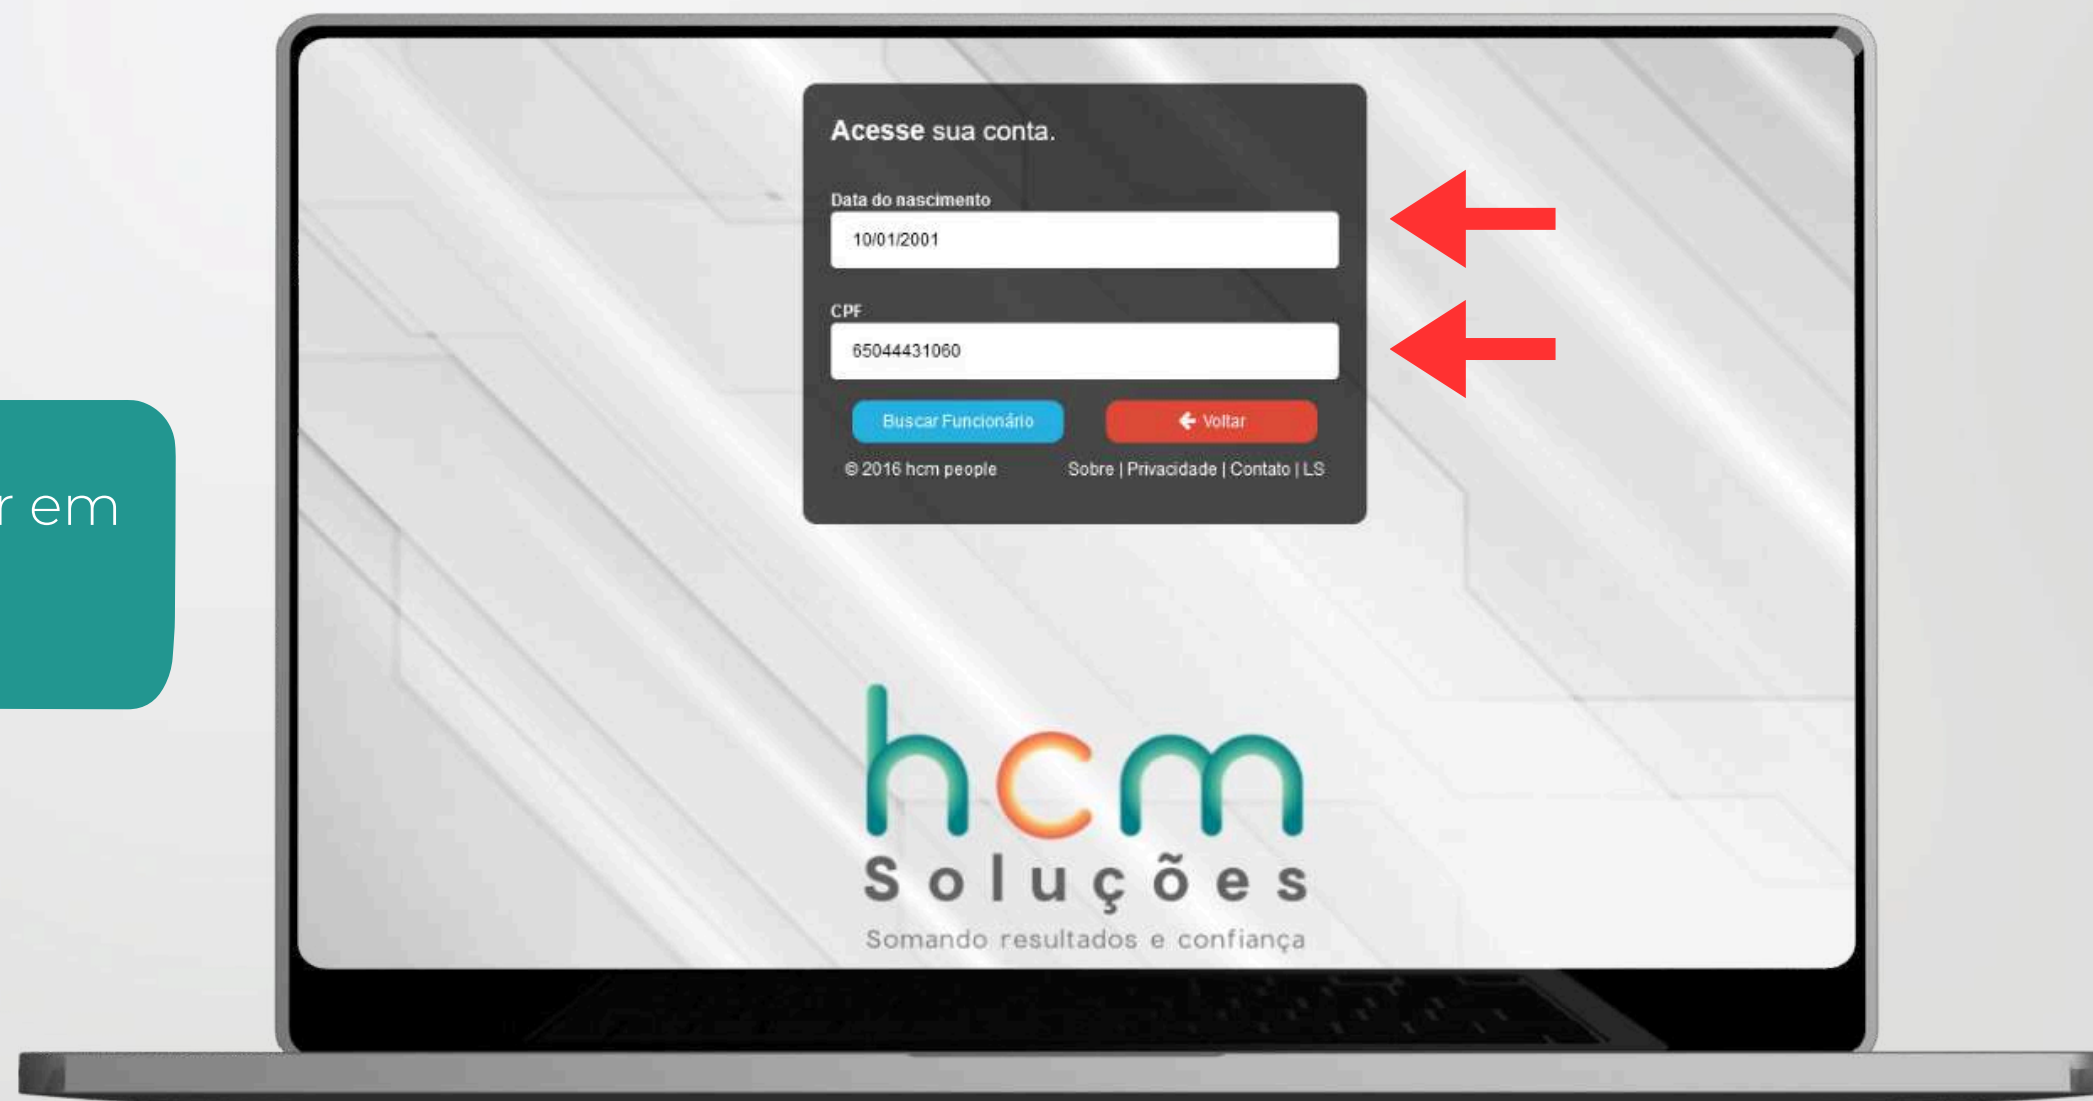 Acesse sua conta.
Data do nascimento
10/01/2001
CPF
65044431060
Buscar Funcionário
Voltar
© 2016 hcm people
Sobre | Privacidade | Contato | LS
em
hcm
Soluções
Somando resultados e confiança